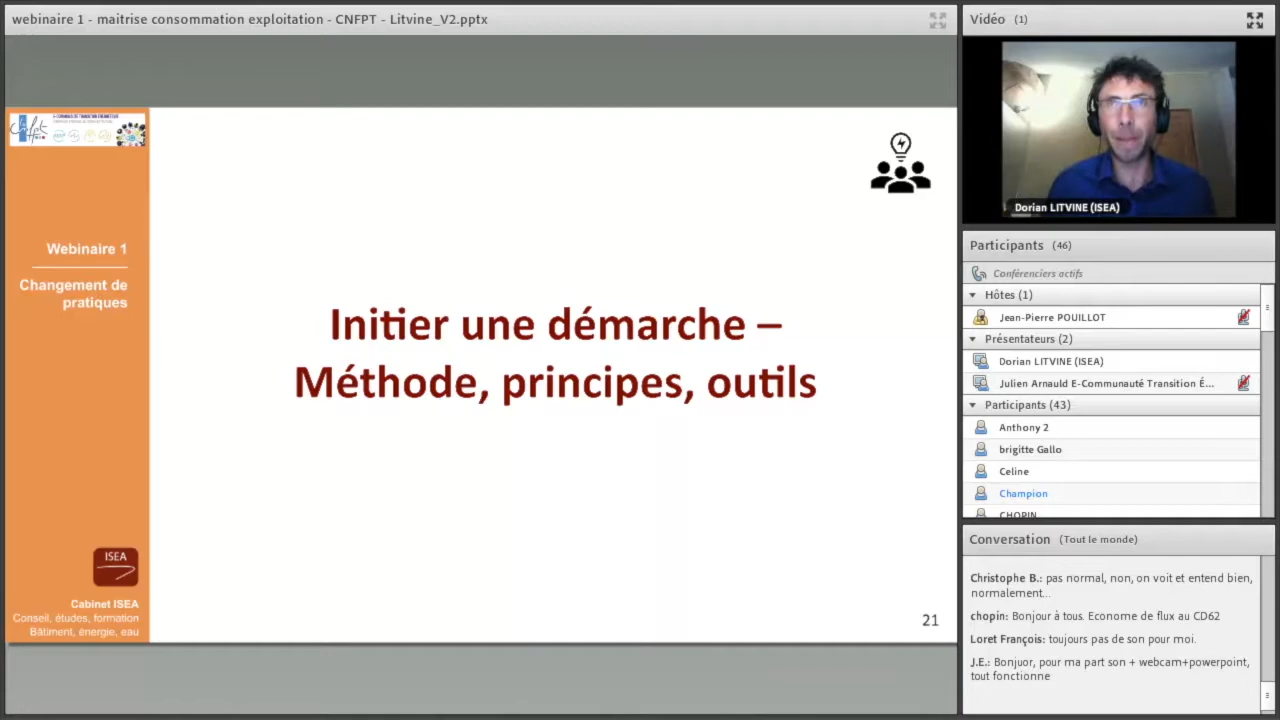 webinaire 1 - maitrise consommation exploitation - CNFPT - Litvine_V2.pptx
Webinaire 1
Changement de
pratiques
Initier une démarche –
Méthode, principes, outils
ISEA
Cabinet ISEA
Conseil, études, formation
Bâtiment, énergie, eau
21
Vidéo (1)
Dorian LITVINE (ISEA)
Participants (46)
Conférenciers actifs
Hôtes (1)
Jean-Pierre POUILLOT
Présentateurs (2)
Dorian LITVINE (ISEA)
Julien Arnauld E-Communauté Transition É...
Participants (43)
Anthony 2
brigitte Gallo
Celine
Champion
CHOPIN
Conversation (Tout le monde)
Christophe B.: pas normal, non, on voit et entend bien,
normalement...
chopin: Bonjour à tous. Econome de flux au CD62
Loret François: toujours pas de son pour moi.
J.E.: Bonjuor, pour ma part son + webcam+powerpoint,
tout fonctionne